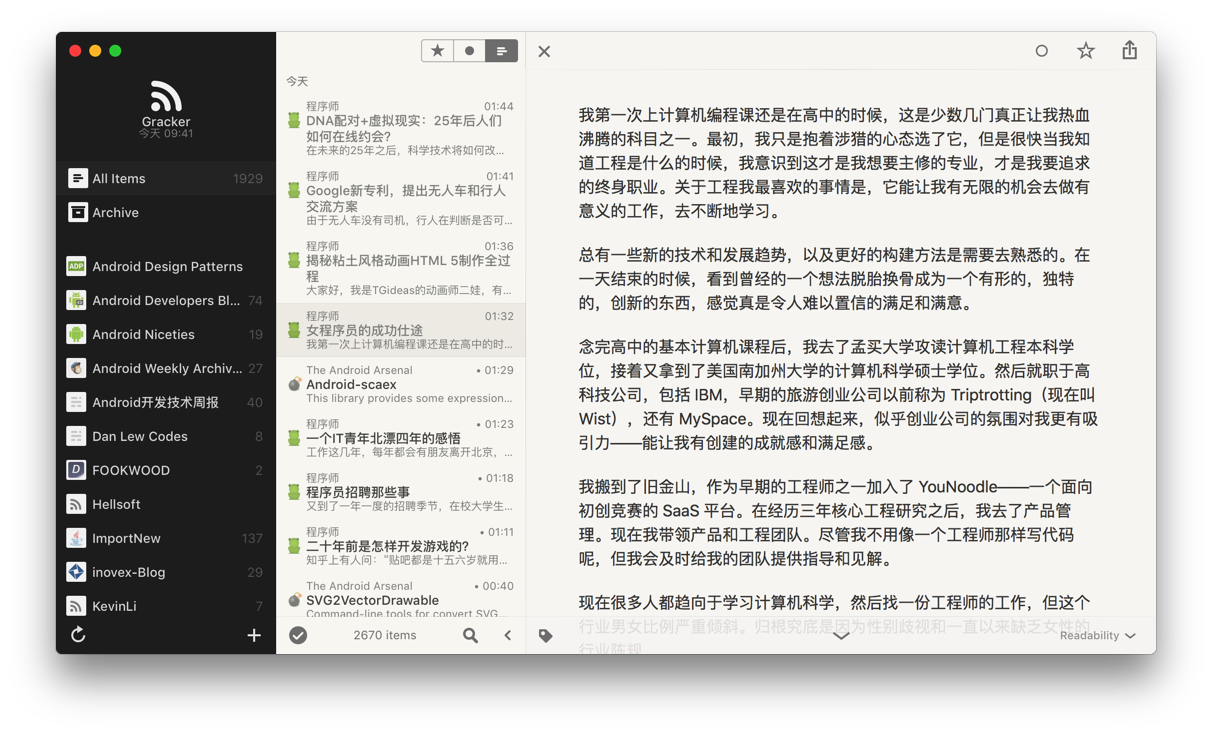 Gracker
今天 09:41
All Items 1929
Archive
ADP Android Design Patterns
Android Developers Bl... 74
Android Niceties 19
Android Weekly Archiv... 27
Android开发技术周报 40
Dan Lew Codes 8
D FOOKWOOD 2
Hellsoft
ImportNew 137
inovex-Blog 29
KevinLi 7
今天
程序师 01:44
DNA配对+虚拟现实：25年后人们
如何在线约会?
在未来的25年之后，科学技术将如何改...
程序师 01:41
Google新专利，提出无人车和行人
交流方案
由于无人车没有司机，行人在判断是否可...
程序师 01:36
揭秘粘土风格动画HTML 5制作全过
程
大家好，我是TGideas的动画师二娃，有...
程序师 01:32
女程序员的成功仕途
我第一次上计算机编程课还是在高中的时...
The Android Arsenal • 01:29
Android-scaex
This library provides some expression...
程序师 • 01:23
一个IT青年北漂四年的感悟
工作这几年，每年都会有朋友离开北京，...
程序师 • 01:18
程序员招聘那些事
又到了一年一度的招聘季节，在校大学生...
程序师 • 01:11
二十年前是怎样开发游戏的?
知乎上有人问：“贴吧都是十五六岁就用...
The Android Arsenal • 00:40
SVG2VectorDrawable
Command-line tools for convert SVG...
2670 items
我第一次上计算机编程课还是在高中的时候，这是少数几门真正让我热血
沸腾的科目之一。最初，我只是抱着涉猎的心态选了它，但是很快当我知
道工程是什么的时候，我意识到这才是我想要主修的专业，才是我要追求
的终身职业。关于工程我最喜欢的事情是，它能让我有无限的机会去做有
意义的工作，去不断地学习。
总有一些新的技术和发展趋势，以及更好的构建方法是需要去熟悉的。在
一天结束的时候，看到曾经的一个想法脱胎换骨成为一个有形的，独特
的，创新的东西，感觉真是令人难以置信的满足和满意。
念完高中的基本计算机课程后，我去了孟买大学攻读计算机工程本科学
位，接着又拿到了美国南加州大学的计算机科学硕士学位。然后就职于高
科技公司，包括 IBM，早期的旅游创业公司以前称为 Triptrotting（现在叫
Wist），还有 MySpace。现在回想起来，似乎创业公司的氛围对我更有吸
引力——能让我有创建的成就感和满足感。
我搬到了旧金山，作为早期的工程师之一加入了 YouNoodle——一个面向
初创竞赛的 SaaS 平台。在经历三年核心工程研究之后，我去了产品管
理。现在我带领产品和工程团队。尽管我不用像一个工程师那样写代码
呢，但我会及时给我的团队提供指导和见解。
现在很多人都趋向于学习计算机科学，然后找一份工程师的工作，但这个
行业男女比例严重倾斜。归根究底是因为性别歧视和一直以来缺乏女性的
行业陈规
Readability